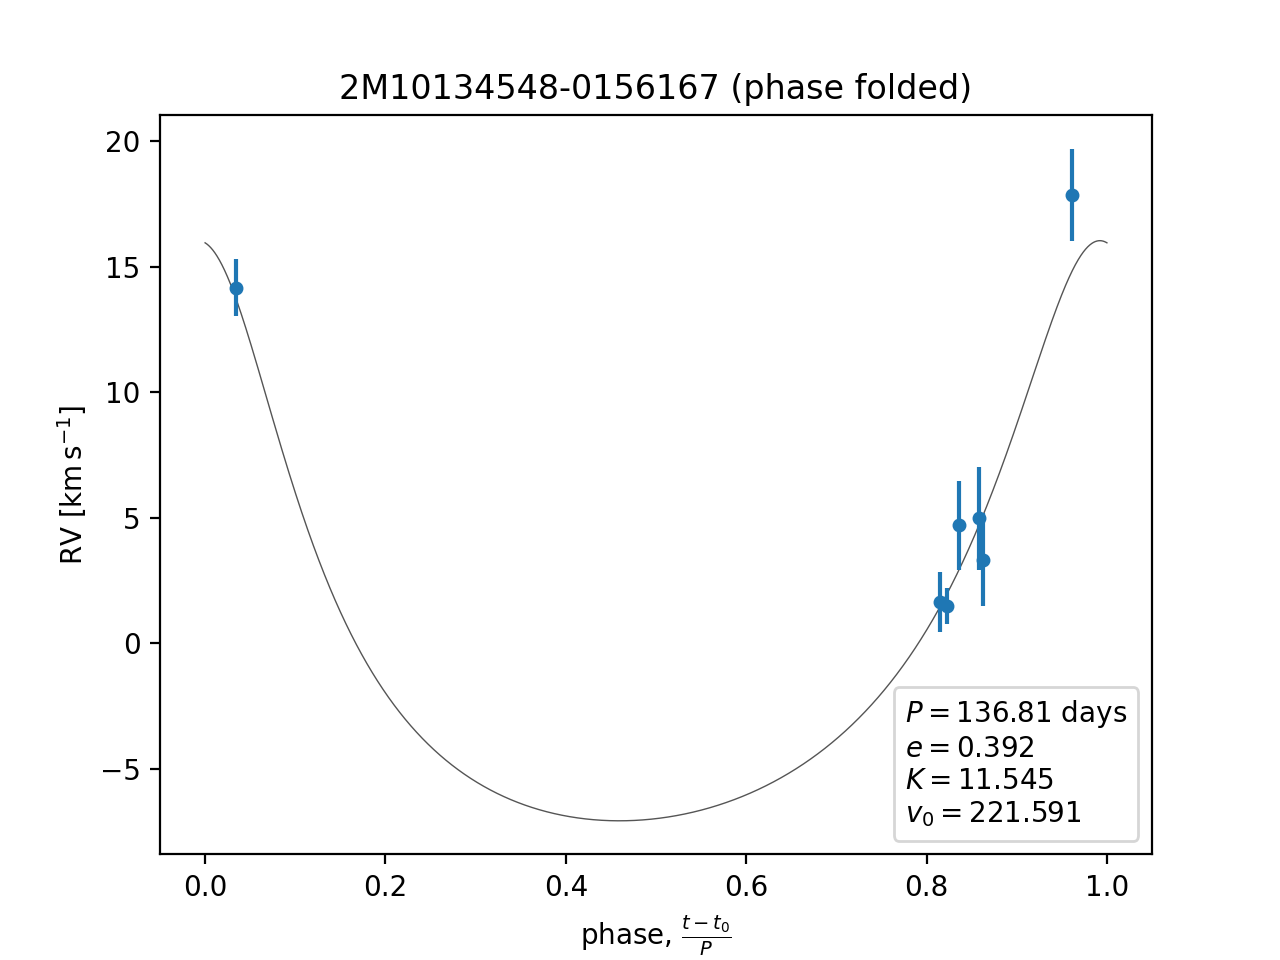 2M10134548-0156167 (phase folded)
RV [km s⁻¹]
20
15
10
5
0
−5
P = 136.81 days
e = 0.392
K = 11.545
v₀ = 221.591
0.0 0.2 0.4 0.6 0.8 1.0
phase, (t − t₀)/P